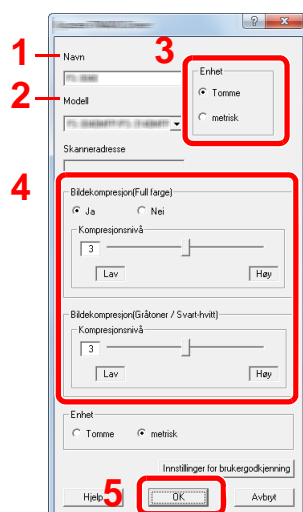 1 Navn
3
Enhet
Tomme
metrisk
2 Modell
Skanneradresse
4
Bildekompresjon(Full farge)
Ja Nei
Kompresjonsnivå
3
Lav Høy
Bildekompresjon(Gråtoner / Svart-hvitt)
Kompresjonsnivå
3
Lav Høy
Enhet
Tomme metrisk
Innstillinger for brukergodkjenning
5
Hjelp OK Avbryt